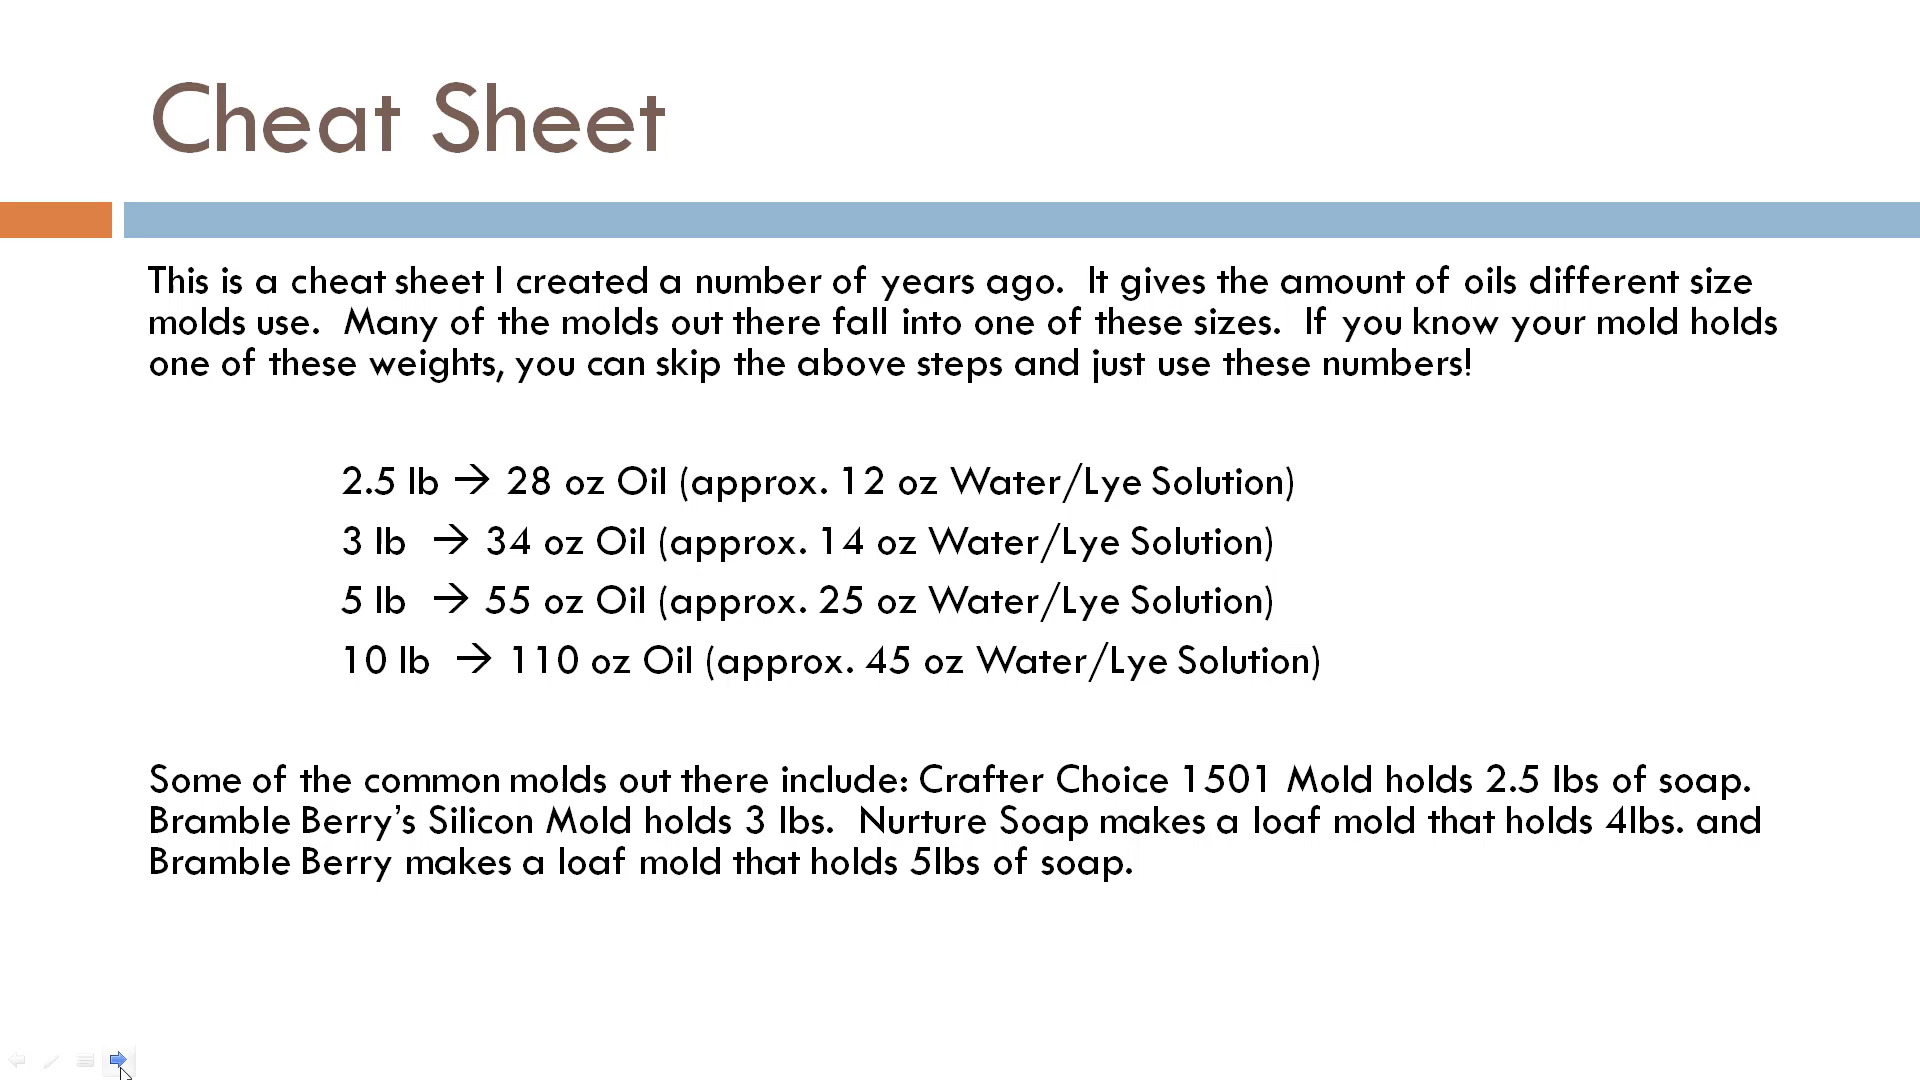 Cheat Sheet
This is a cheat sheet I created a number of years ago.  It gives the amount of oils different size
molds use.  Many of the molds out there fall into one of these sizes.  If you know your mold holds
one of these weights, you can skip the above steps and just use these numbers!
2.5 lb → 28 oz Oil (approx. 12 oz Water/Lye Solution)
3 lb  → 34 oz Oil (approx. 14 oz Water/Lye Solution)
5 lb  → 55 oz Oil (approx. 25 oz Water/Lye Solution)
10 lb  → 110 oz Oil (approx. 45 oz Water/Lye Solution)
Some of the common molds out there include: Crafter Choice 1501 Mold holds 2.5 lbs of soap.
Bramble Berry’s Silicon Mold holds 3 lbs.  Nurture Soap makes a loaf mold that holds 4lbs. and
Bramble Berry makes a loaf mold that holds 5lbs of soap.